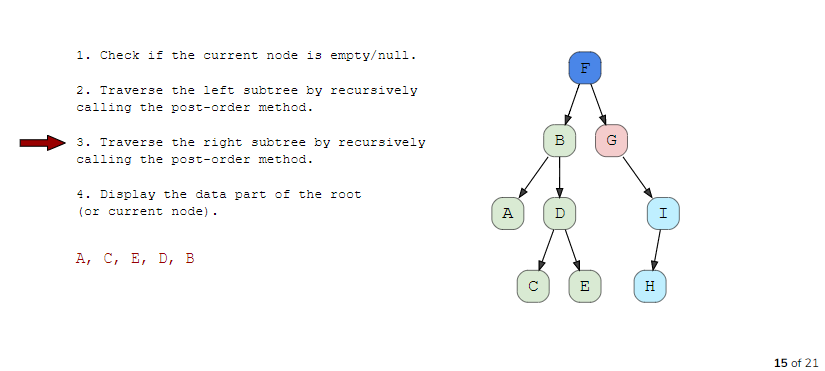 1. Check if the current node is empty/null.
2. Traverse the left subtree by recursively
calling the post-order method.
3. Traverse the right subtree by recursively
calling the post-order method.
4. Display the data part of the root
(or current node).
A, C, E, D, B
F
B G
A D I
C E H
15 of 21